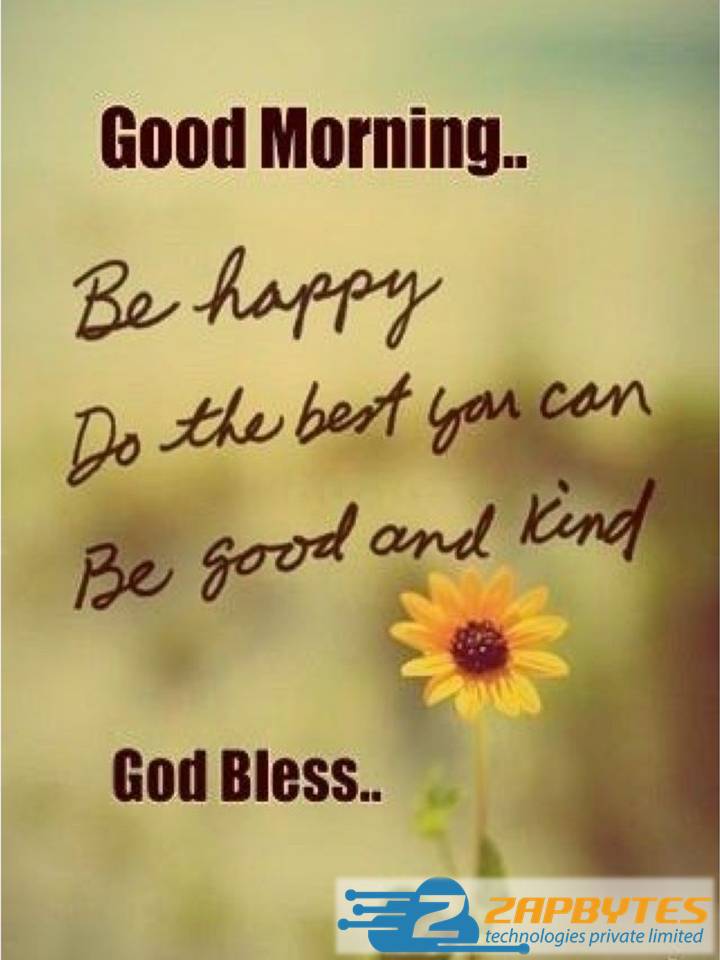 Good Morning..
Be happy
Do the best you can
Be good and kind
God Bless..
ZAPBYTES
technologies private limited